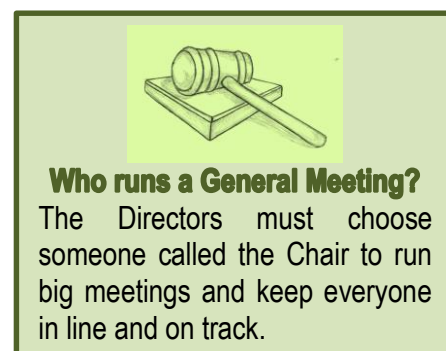 Who runs a General Meeting?
The Directors must choose
someone called the Chair to run
big meetings and keep everyone
in line and on track.